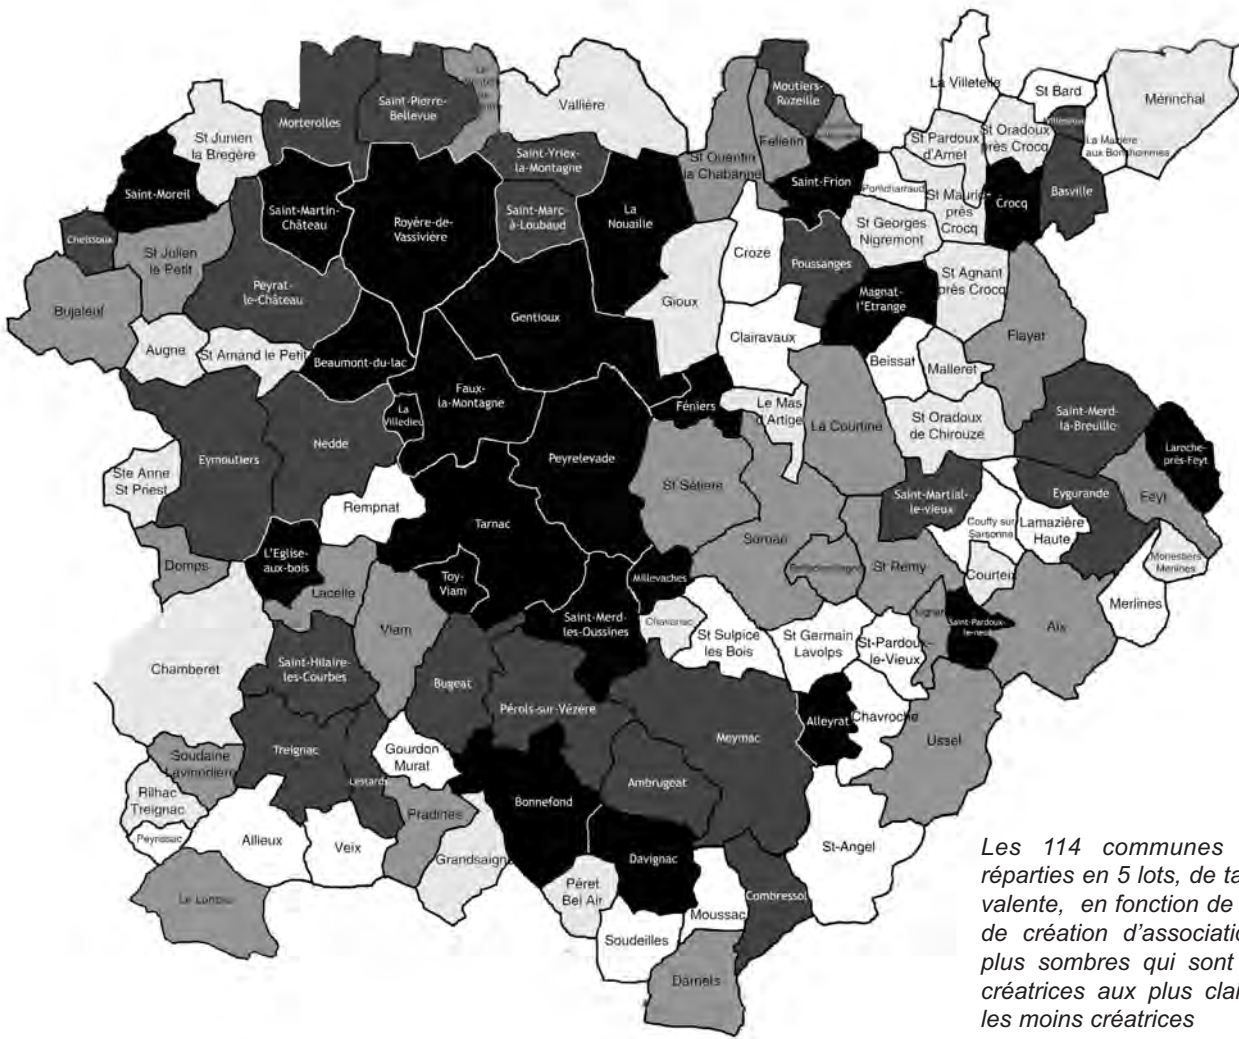 La Villetelle
St Bard
Mérinchal
Moutiers-
Rozeille
Vallière
Saint-Pierre-
Bellevue
Morterolles
St Junien
la Bregère
La Mazière
aux Bonshommes
St Pardoux
d'Arnet
St Oradoux
près Crocq
Felletin
St Quentin
la Chabanne
Saint-Yriex-
la-Montagne
Saint-Frion
Pontcharraud
St Maurice
près
Crocq
Crocq
Basville
Saint-Moreil
Saint-Martin-
Château
Royère-de-
Vassivière
Saint-Marc-
à-Loubaud
La
Nouaille
St Georges
Nigremont
Cheissoux
St Julien
le Petit
Croze
Poussanges
St Agnant
près Crocq
Peyrat-
le-Château
Magnat-
l'Etrange
Bujaleuf
Gioux
Gentioux
Clairavaux
Flayat
Augne
St Amand le Petit
Beaumont-du-lac
Beissat
Malleret
Faux-
la-Montagne
La
Villedieu
Féniers
Le Mas
d'Artige
La Courtine
St Oradoux
de Chirouze
Saint-Merd-
la-Breuille
Laroche-
près-Feyt
Nedde
Eymoutiers
Peyrelevade
Ste Anne
St Priest
St Sétiers
Saint-Martial-
le-vieux
Eygurande
Feyt
Rempnat
Tarnac
Couffy sur
Sarsonne
Lamazière
Haute
Sornac
L'Eglise-
aux-bois
Domps
Lacelle
Toy-
Viam
Millevaches
St Remy
Courteix
Monestiers
Merlines
Merlines
Saint-Merd-
les-Oussines
Chavanac
St Sulpice
les Bois
St Germain
Lavolps
St-Pardoux-
le-Vieux
Saint-Pardoux-
le-neuf
Aix
Viam
Chamberet
Saint-Hilaire-
les-Courbes
Bugeat
Pérols-sur-Vézère
Alleyrat
Chavroche
Meymac
Ussel
Treignac
Gourdon
Murat
Soudaine
Lavinadière
Lestards
Ambrugeat
Rilhac
Treignac
Bonnefond
Pradines
Peyrissac
Allieux
Veix
Grandsaigne
Davignac
St-Angel
Péret
Bel Air
Combressol
Moussac
Soudeilles
Darnets
Les 114 communes
réparties en 5 lots, de ta
valente, en fonction de
de création d'associatio
plus sombres qui sont
créatrices aux plus clai
les moins créatrices